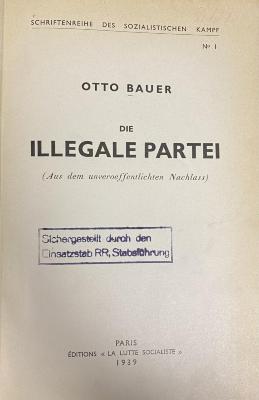 SCHRIFTENREIHE DES SOZIALISTISCHEN KAMPF
Nº 1
OTTO BAUER
DIE
ILLEGALE PARTEI
(Aus dem unveroeffentlichten Nachlass)
Sichergestellt durch den
Einsatzstab RR, Stabsführung
PARIS
ÉDITIONS « LA LUTTE SOCIALISTE »
1939